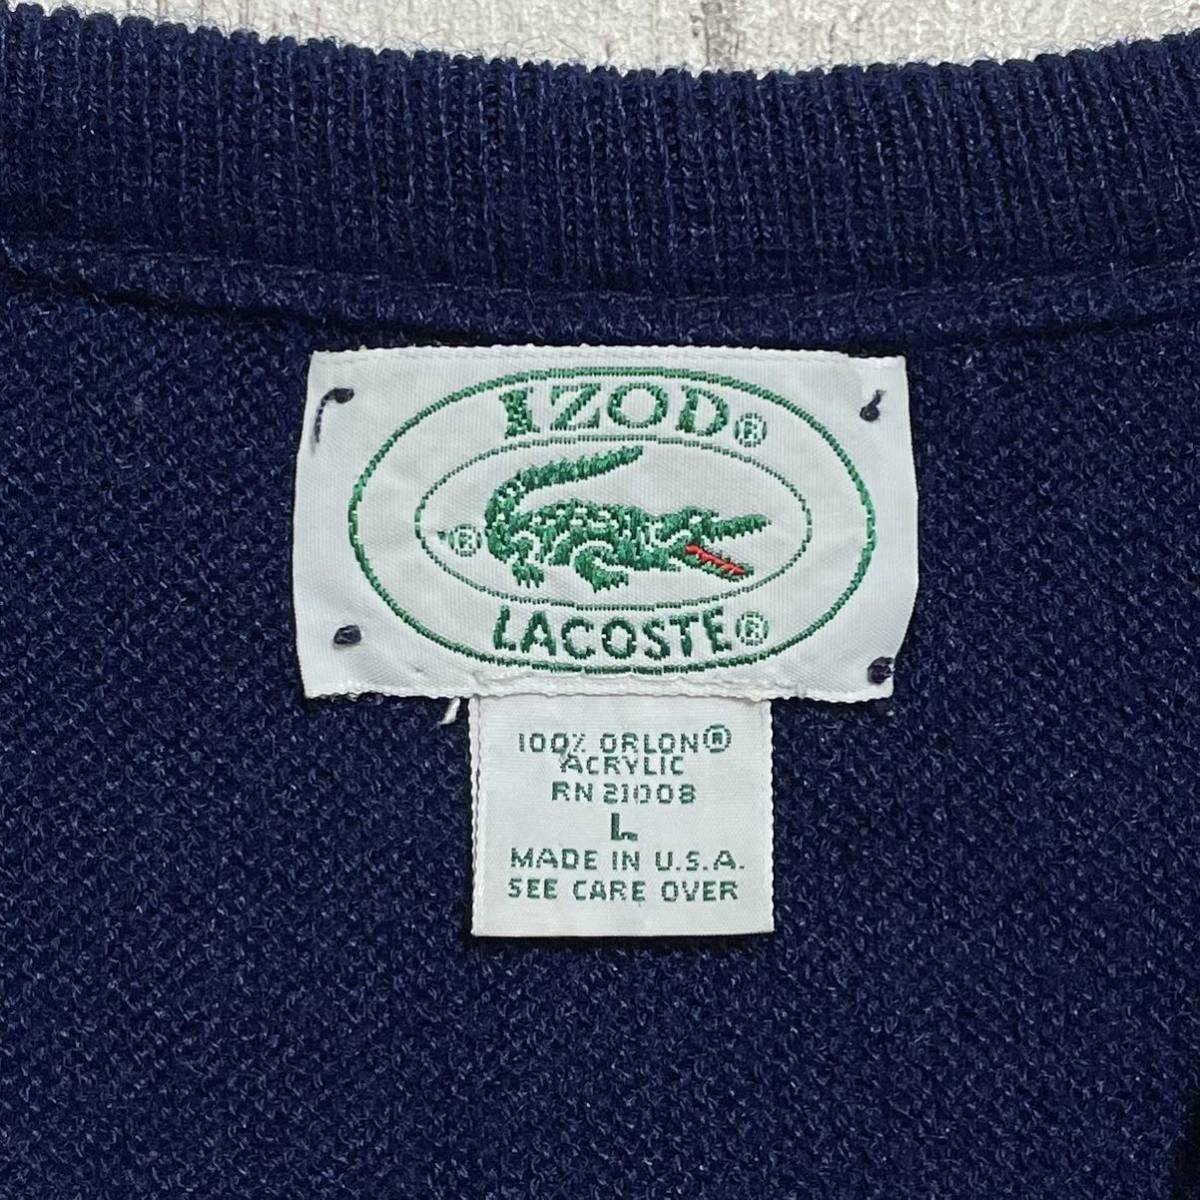 IZOD®
®
LACOSTE®
100% ORLON®
ACRYLIC
RN 21008
L
MADE IN U.S.A.
SEE CARE OVER